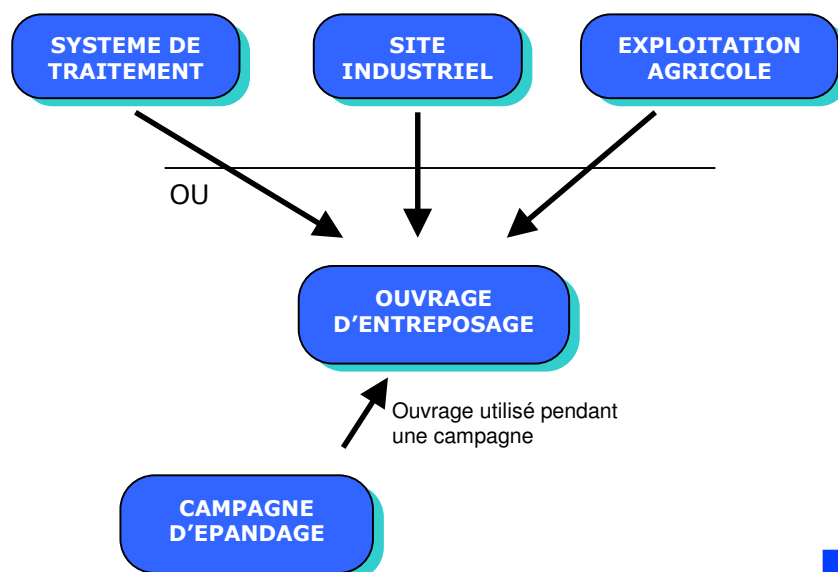 SYSTEME DE
TRAITEMENT
SITE
INDUSTRIEL
EXPLOITATION
AGRICOLE
OU
OUVRAGE
D’ENTREPOSAGE
Ouvrage utilisé pendant
une campagne
CAMPAGNE
D’EPANDAGE